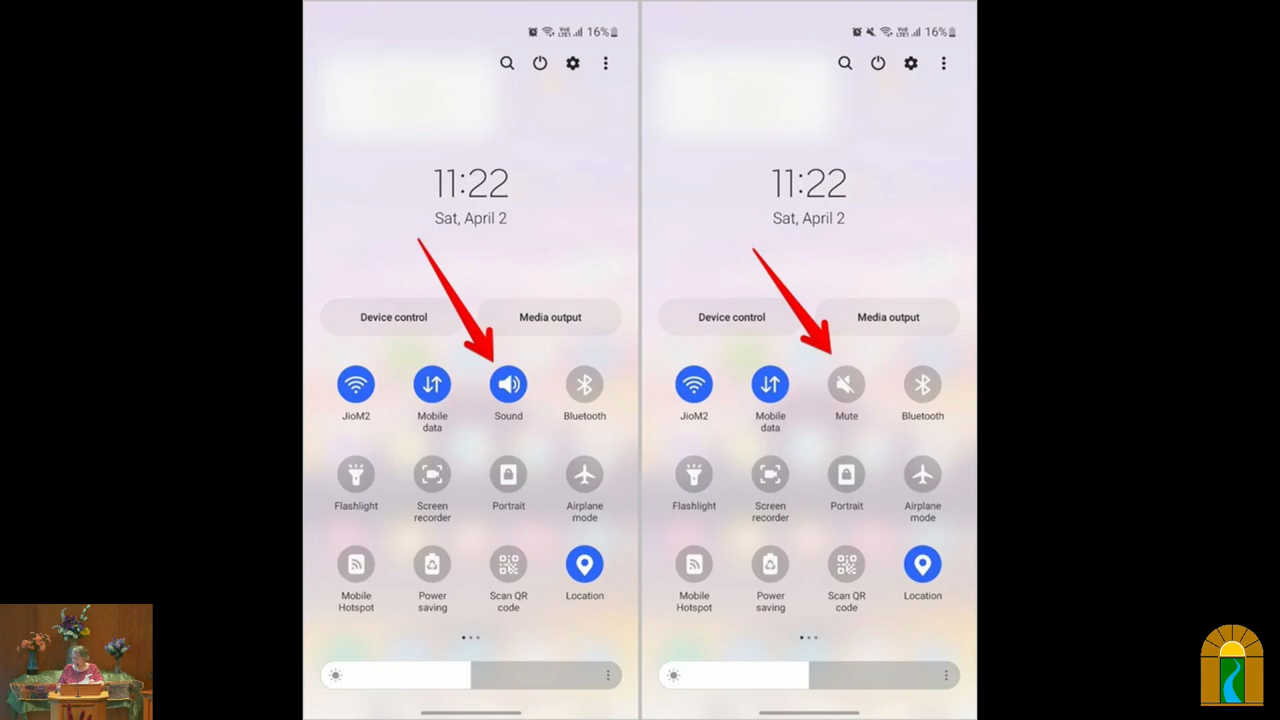 16%
11:22
Sat, April 2
Device control
Media output
JioM2
Mobile
data
Sound
Bluetooth
Flashlight
Screen
recorder
Portrait
Airplane
mode
Mobile
Hotspot
Power
saving
Scan QR
code
Location
16%
11:22
Sat, April 2
Device control
Media output
JioM2
Mobile
data
Mute
Bluetooth
Flashlight
Screen
recorder
Portrait
Airplane
mode
Mobile
Hotspot
Power
saving
Scan QR
code
Location